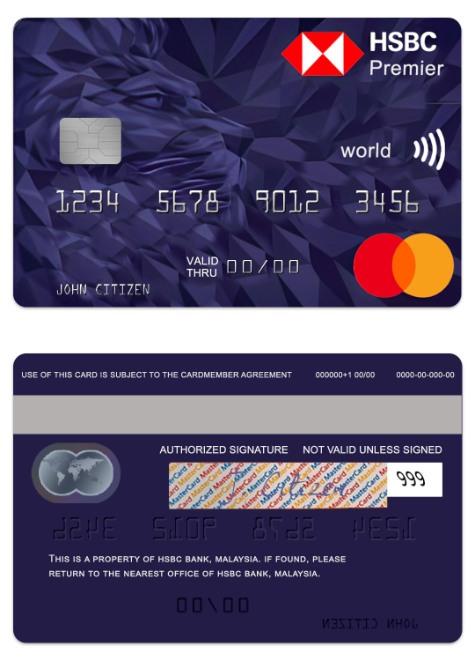 HSBC
Premier
world
1234 5678 9012 3456
VALID THRU 00/00
JOHN CITIZEN
USE OF THIS CARD IS SUBJECT TO THE CARDMEMBER AGREEMENT 000000+1 00/00 0000-00-000-00
AUTHORIZED SIGNATURE NOT VALID UNLESS SIGNED
MasterCard MasterCard MasterCard
999
THIS IS A PROPERTY OF HSBC BANK, MALAYSIA. IF FOUND, PLEASE
RETURN TO THE NEAREST OFFICE OF HSBC BANK, MALAYSIA.